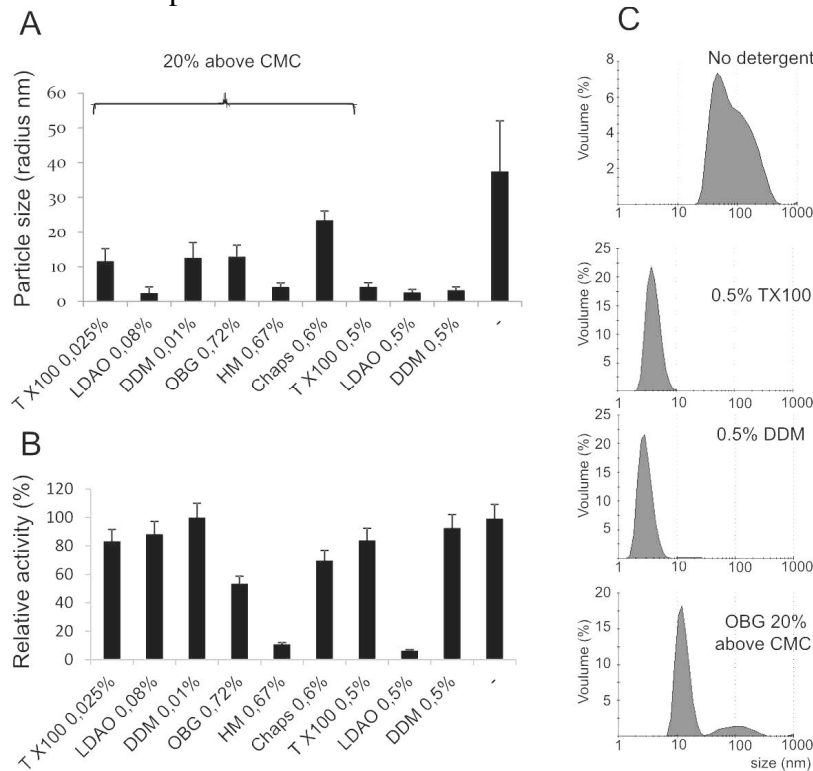 A
20% above CMC
Particle size (radius nm)
60
50
40
30
20
10
0
T X100 0,025%
LDAO 0,08%
DDM 0,01%
OBG 0,72%
HM 0,67%
Chaps 0,6%
T X100 0,5%
LDAO 0,5%
DDM 0,5%
-
B
Relative activity (%)
120
100
80
60
40
20
0
T X100 0,025%
LDAO 0,08%
DDM 0,01%
OBG 0,72%
HM 0,67%
Chaps 0,6%
T X100 0,5%
LDAO 0,5%
DDM 0,5%
-
C
No detergent
Voulume (%)
8
6
4
2
1 10 100 1000
0.5% TX100
Voulume (%)
25
20
15
10
5
1 10 100 1000
0.5% DDM
Voulume (%)
25
20
15
10
5
1 10 100 1000
OBG 20%
above CMC
Voulume (%)
20
15
10
5
1 10 100 1000
size (nm)